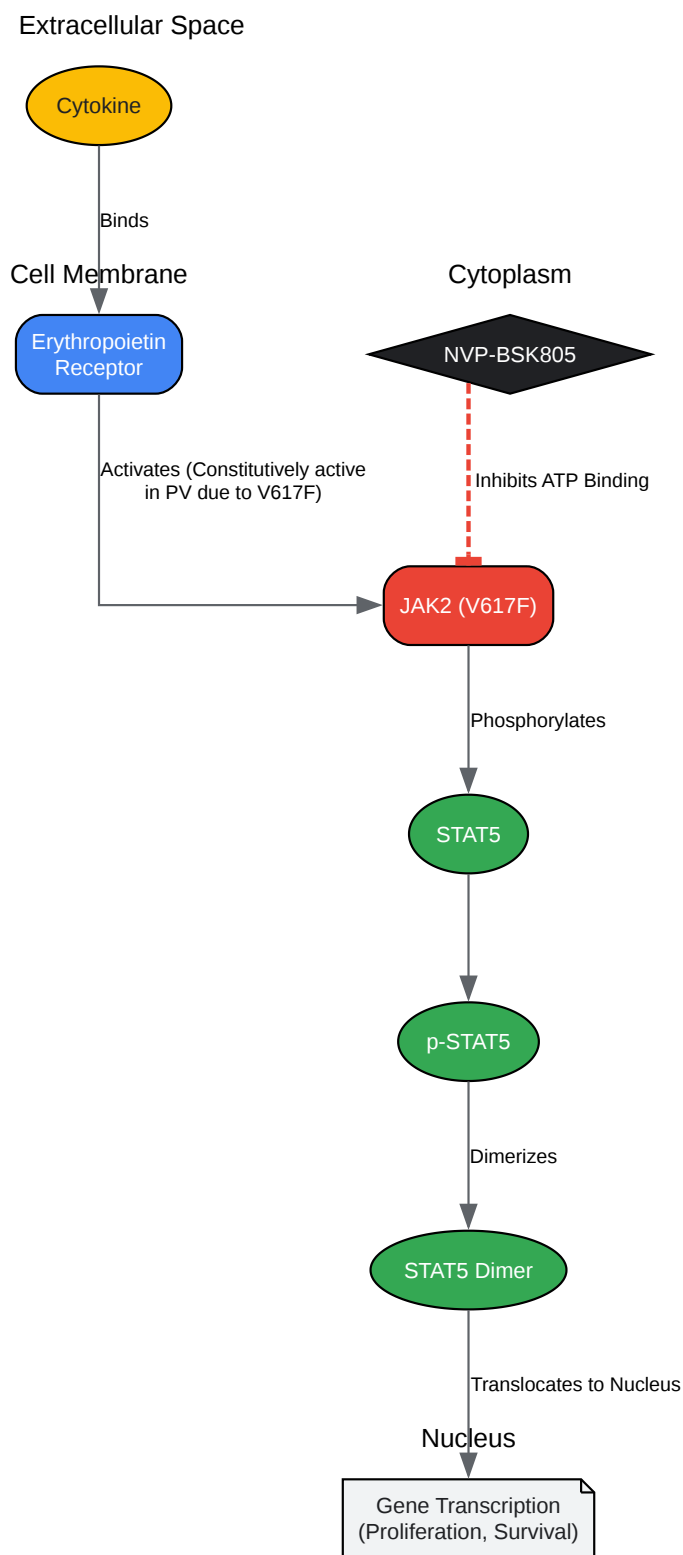 Extracellular Space
Cytokine
Binds
Cell Membrane
Cytoplasm
Erythropoietin
Receptor
NVP-BSK805
Activates (Constitutively active
in PV due to V617F)
Inhibits ATP Binding
JAK2 (V617F)
Phosphorylates
STAT5
p-STAT5
Dimerizes
STAT5 Dimer
Translocates to Nucleus
Nucleus
Gene Transcription
(Proliferation, Survival)